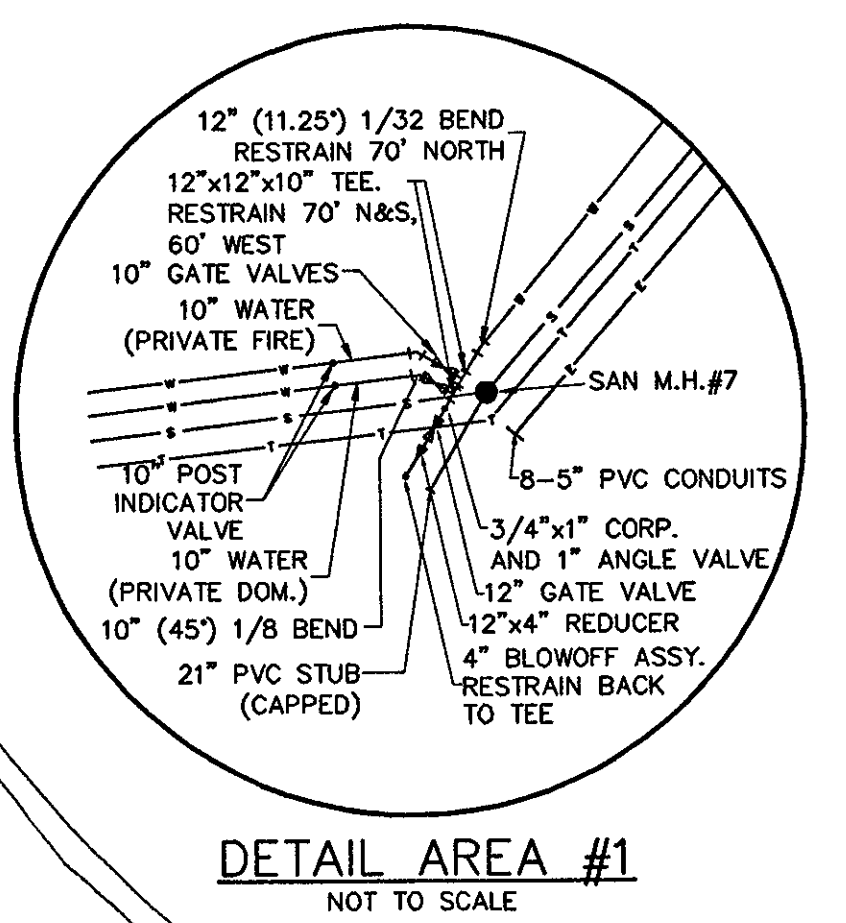 12" (11.25°) 1/32 BEND
RESTRAIN 70' NORTH
12"x12"x10" TEE.
RESTRAIN 70' N&S,
60' WEST
10" GATE VALVES
10" WATER
(PRIVATE FIRE)
W
S
T
E
W
S
T
E
W W
W W
S S S
T T T T
SAN M.H.#7
8-5" PVC CONDUITS
10" POST
INDICATOR
VALVE
10" WATER
(PRIVATE DOM.)
10" (45°) 1/8 BEND
21" PVC STUB
(CAPPED)
3/4"x1" CORP.
AND 1" ANGLE VALVE
12" GATE VALVE
12"x4" REDUCER
4" BLOWOFF ASSY.
RESTRAIN BACK
TO TEE
DETAIL AREA #1
NOT TO SCALE